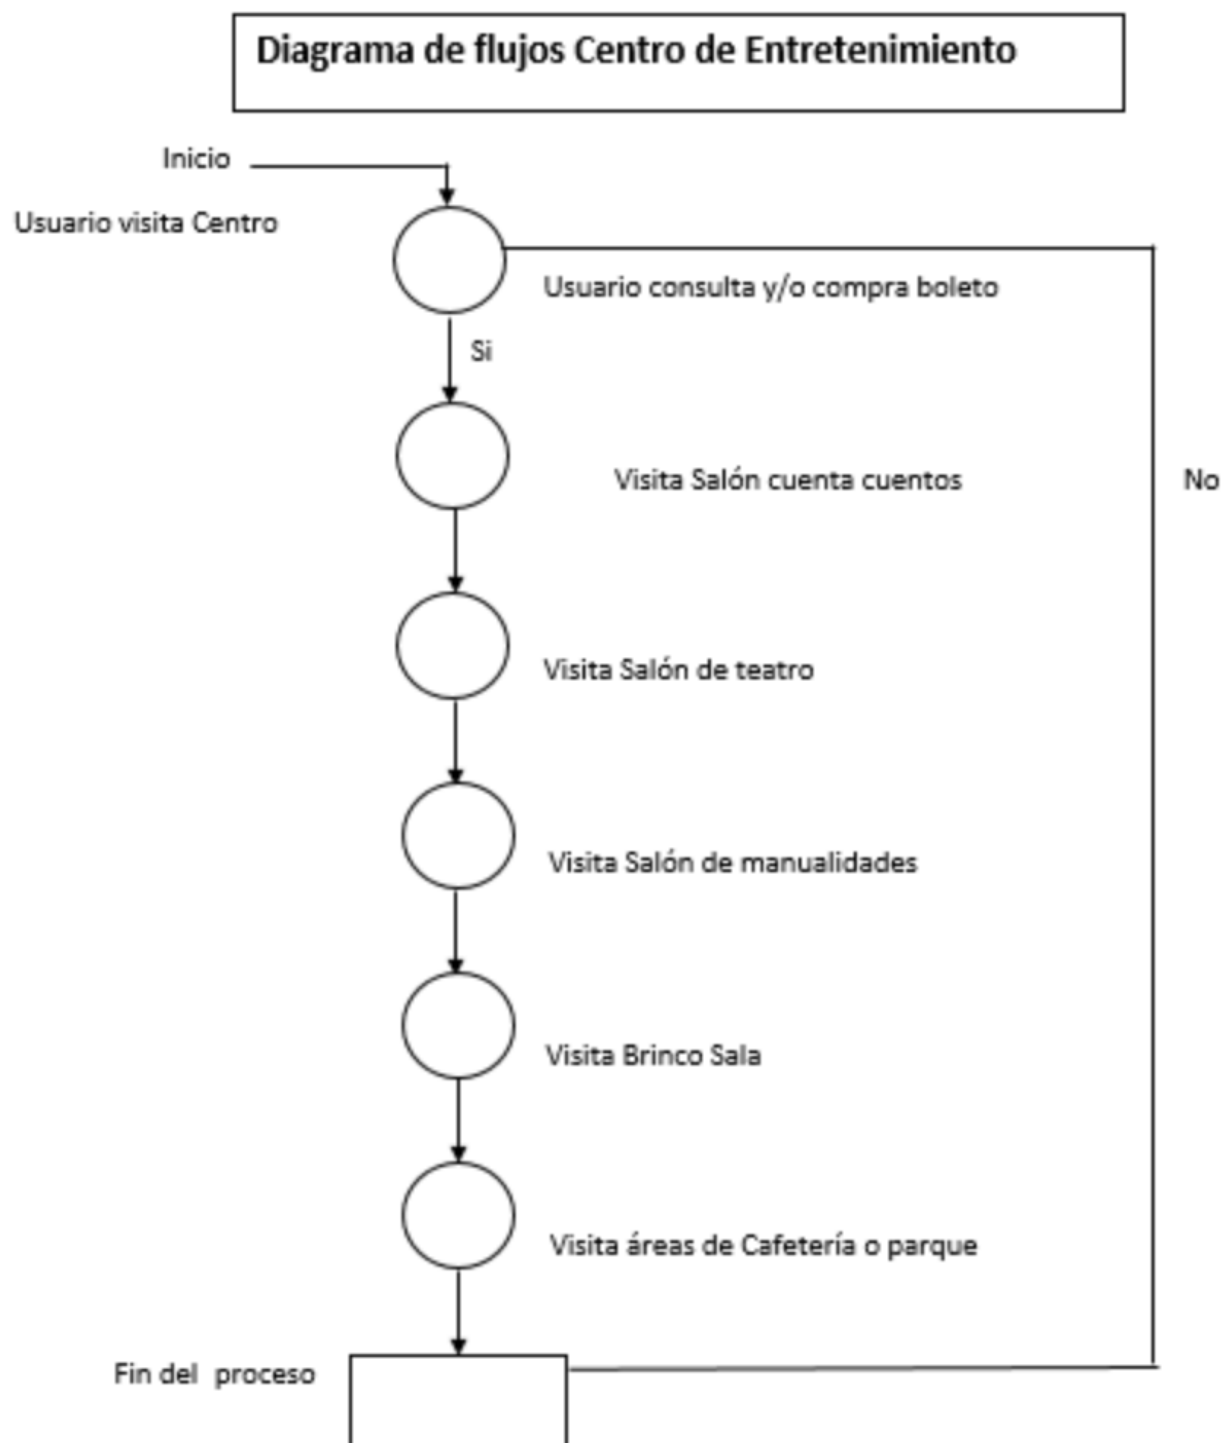 Diagrama de flujos Centro de Entretenimiento
Inicio
Usuario visita Centro
Usuario consulta y/o compra boleto
Si
Visita Salón cuenta cuentos
No
Visita Salón de teatro
Visita Salón de manualidades
Visita Brinco Sala
Visita áreas de Cafetería o parque
Fin del proceso